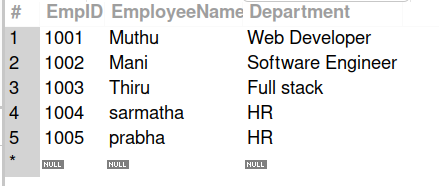 # EmpID EmployeeName Department
1 1001 Muthu Web Developer
2 1002 Mani Software Engineer
3 1003 Thiru Full stack
4 1004 sarmatha HR
5 1005 prabha HR
* NULL NULL NULL